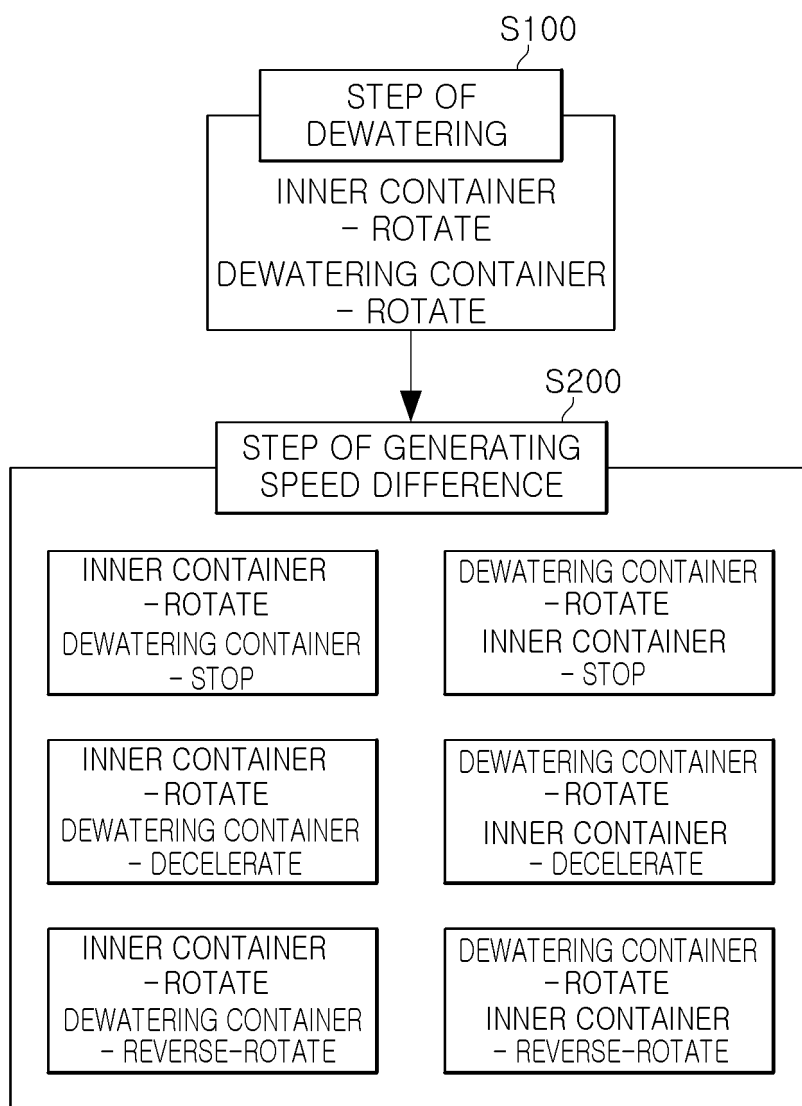 S100
STEP OF
DEWATERING
INNER CONTAINER
- ROTATE
DEWATERING CONTAINER
- ROTATE
S200
STEP OF GENERATING
SPEED DIFFERENCE
INNER CONTAINER
-ROTATE
DEWATERING CONTAINER
- STOP
DEWATERING CONTAINER
-ROTATE
INNER CONTAINER
- STOP
INNER CONTAINER
-ROTATE
DEWATERING CONTAINER
- DECELERATE
DEWATERING CONTAINER
-ROTATE
INNER CONTAINER
- DECELERATE
INNER CONTAINER
-ROTATE
DEWATERING CONTAINER
- REVERSE-ROTATE
DEWATERING CONTAINER
-ROTATE
INNER CONTAINER
- REVERSE-ROTATE